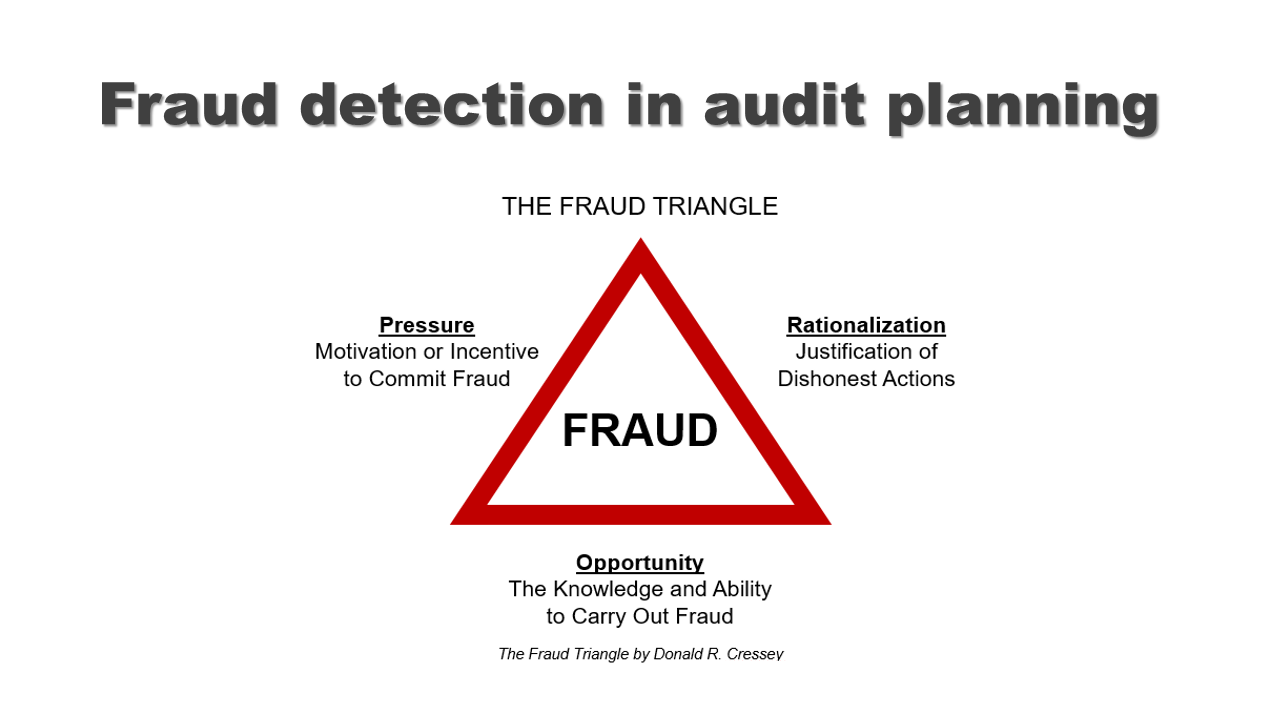 Fraud detection in audit planning
THE FRAUD TRIANGLE
Pressure
Motivation or Incentive
to Commit Fraud
Rationalization
Justification of
Dishonest Actions
FRAUD
Opportunity
The Knowledge and Ability
to Carry Out Fraud
The Fraud Triangle by Donald R. Cressey